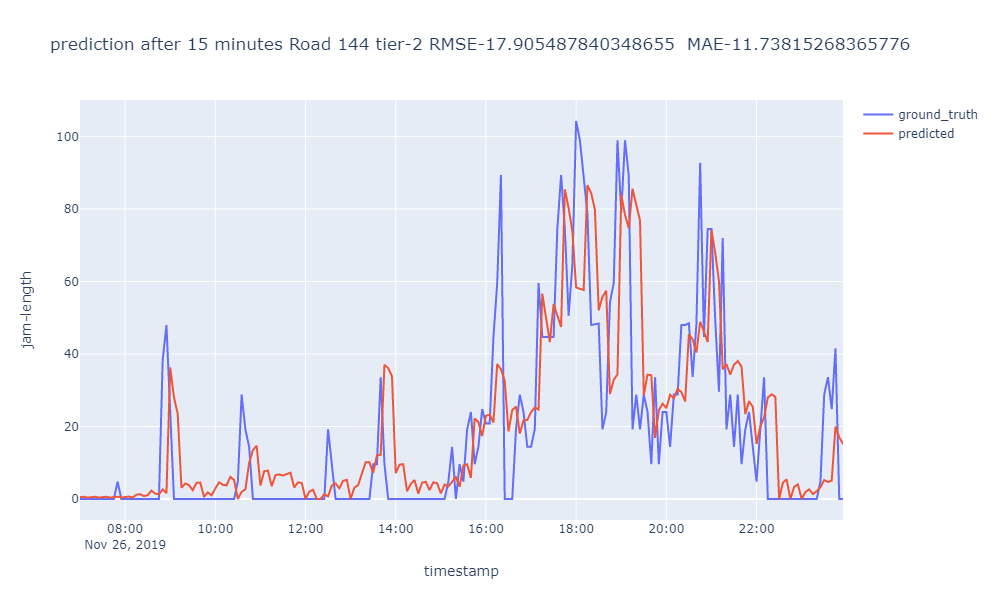 prediction after 15 minutes Road 144 tier-2 RMSE-17.905487840348655  MAE-11.73815268365776
ground_truth
predicted
100
80
60
40
20
0
jam-length
08:00 10:00 12:00 14:00 16:00 18:00 20:00 22:00
Nov 26, 2019
timestamp